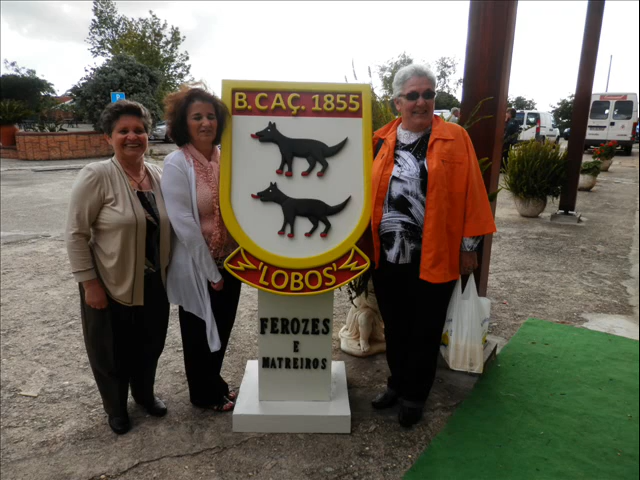 B.CAÇ. 1855
'LOBOS'
FEROZES
E
MATREIROS
P